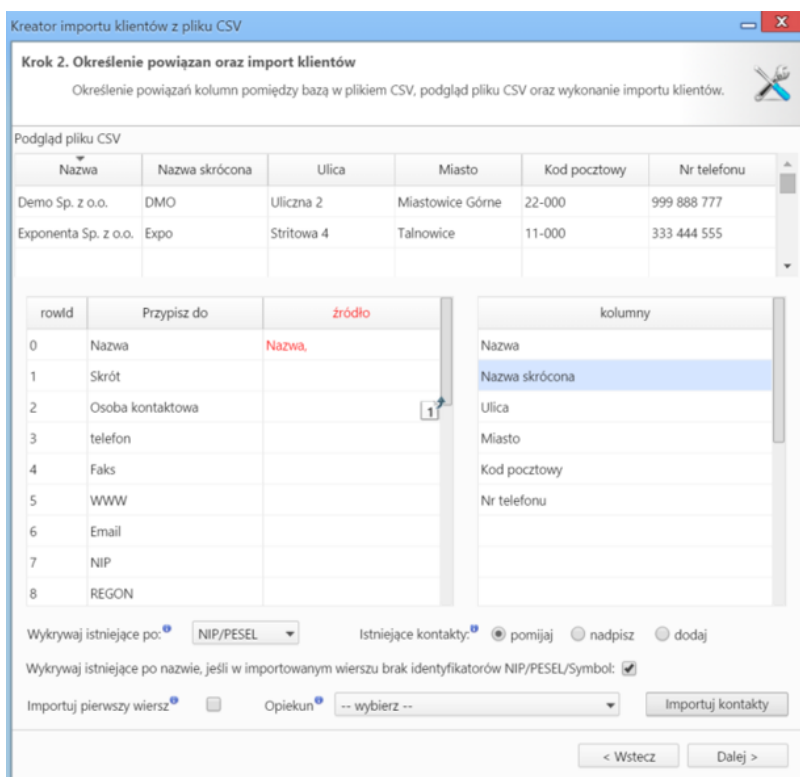 Kreator importu klientów z pliku CSV
Krok 2. Określenie powiązan oraz import klientów
Określenie powiązań kolumn pomiędzy bazą w plikiem CSV, podgląd pliku CSV oraz wykonanie importu klientów.
Podgląd pliku CSV
Nazwa Nazwa skrócona Ulica Miasto Kod pocztowy Nr telefonu
Demo Sp. z o.o. DMO Uliczna 2 Miastowice Górne 22-000 999 888 777
Exponenta Sp. z o.o. Expo Stritowa 4 Talnowice 11-000 333 444 555
rowId Przypisz do źródło kolumny
0 Nazwa Nazwa, Nazwa
1 Skrót Nazwa skrócona
2 Osoba kontaktowa 1 Ulica
3 telefon Miasto
4 Faks Kod pocztowy
5 WWW Nr telefonu
6 Email
7 NIP
8 REGON
Wykrywaj istniejące po: NIP/PESEL Istniejące kontakty: pomijaj nadpisz dodaj
Wykrywaj istniejące po nazwie, jeśli w importowanym wierszu brak identyfikatorów NIP/PESEL/Symbol:
Importuj pierwszy wiersz Opiekun -- wybierz -- Importuj kontakty
< Wstecz Dalej >